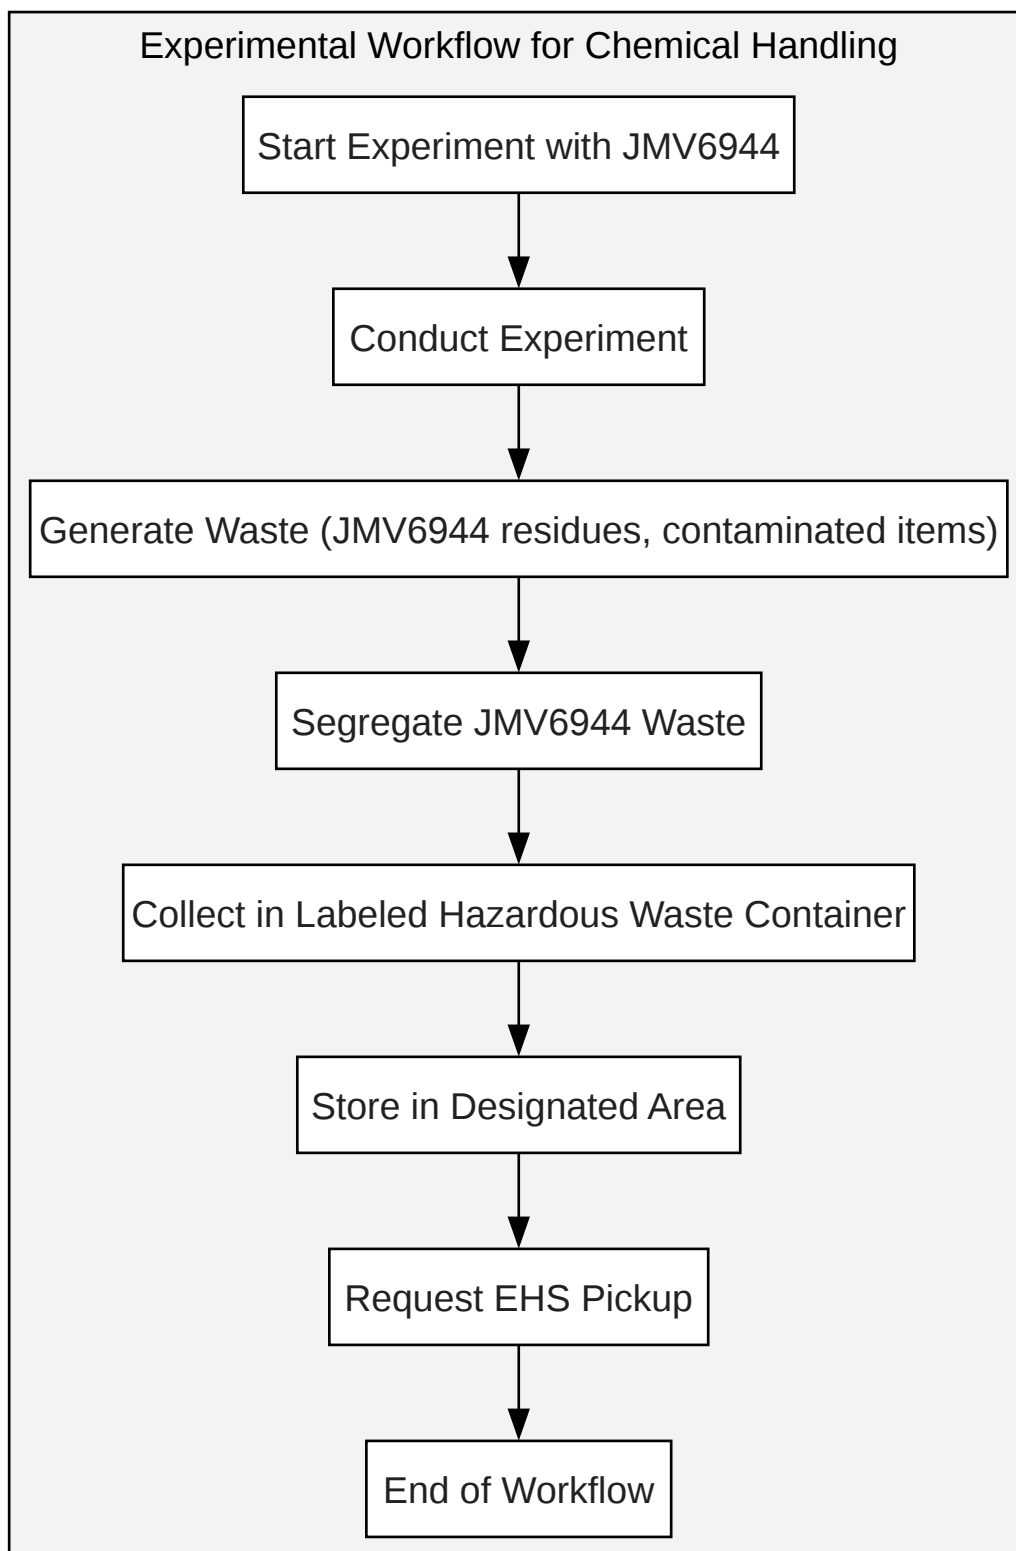 Experimental Workflow for Chemical Handling
Start Experiment with JMV6944
Conduct Experiment
Generate Waste (JMV6944 residues, contaminated items)
Segregate JMV6944 Waste
Collect in Labeled Hazardous Waste Container
Store in Designated Area
Request EHS Pickup
End of Workflow